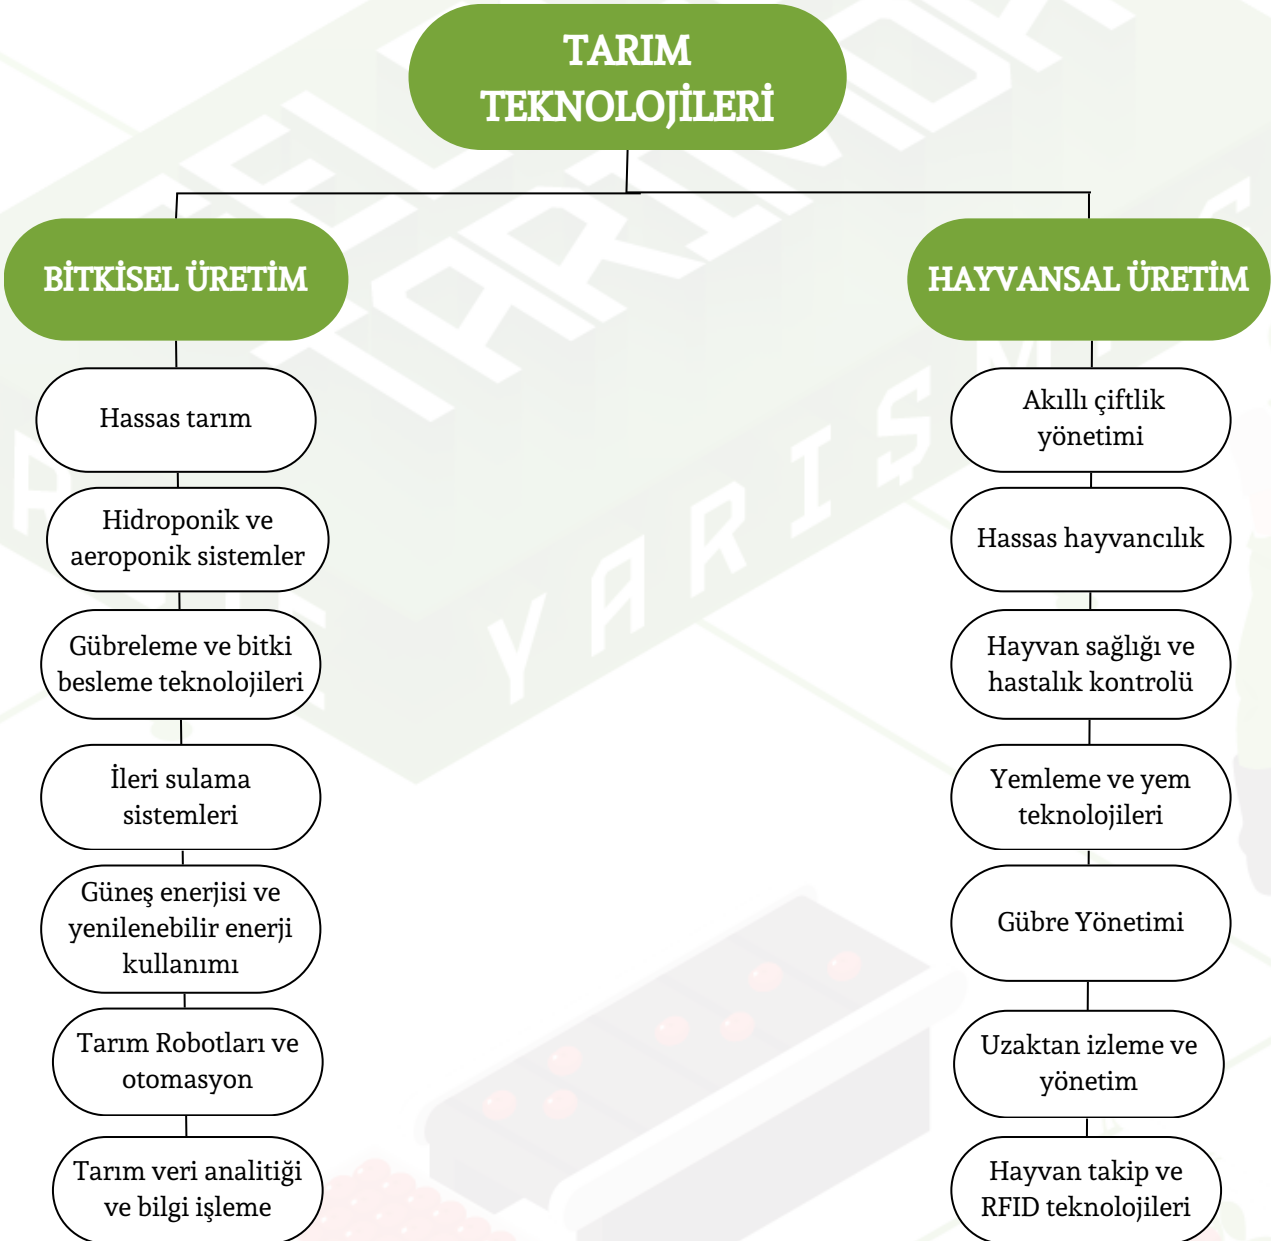 TARIM
TEKNOLOJİLERİ
BİTKİSEL ÜRETİM
Hassas tarım
Hidroponik ve
aeroponik sistemler
Gübreleme ve bitki
besleme teknolojileri
İleri sulama
sistemleri
Güneş enerjisi ve
yenilenebilir enerji
kullanımı
Tarım Robotları ve
otomasyon
Tarım veri analitiği
ve bilgi işleme
HAYVANSAL ÜRETİM
Akıllı çiftlik
yönetimi
Hassas hayvancılık
Hayvan sağlığı ve
hastalık kontrolü
Yemleme ve yem
teknolojileri
Gübre Yönetimi
Uzaktan izleme ve
yönetim
Hayvan takip ve
RFID teknolojileri